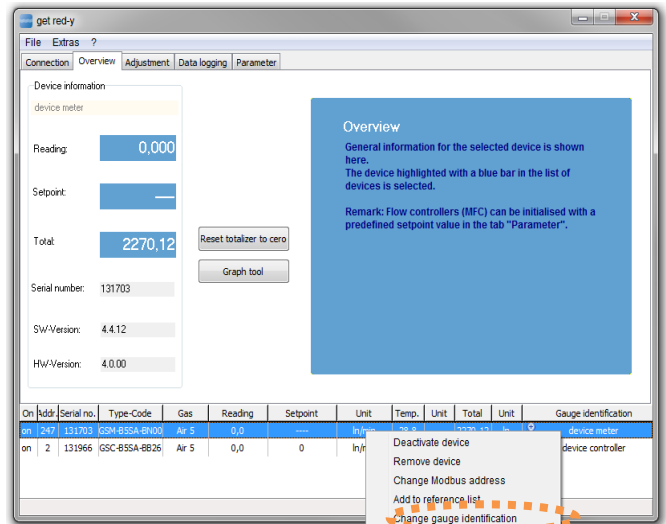 get red-y
File Extras ?
Connection Overview Adjustment Data logging Parameter
Device information
device meter
Reading: 0,000
Setpoint: ----
Total: 2270,12
Serial number: 131703
SW-Version: 4.4.12
HW-Version: 4.0.00
Reset totalizer to cero
Graph tool
Overview
General information for the selected device is shown
here.
The device highlighted with a blue bar in the list of
devices is selected.
Remark: Flow controllers (MFC) can be initialised with a
predefined setpoint value in the tab "Parameter".
On Addr. Serial no. Type-Code Gas Reading Setpoint Unit Temp. Unit Total Unit Gauge identification
on 247 131703 GSM-B5SA-BN00 Air 5 0,0 ---- ln/min 28,8 2270,12 ln device meter
on 2 131966 GSC-B5SA-BB26 Air 5 0,0 0 device controller
Deactivate device
Remove device
Change Modbus address
Add to reference list
Change gauge identification